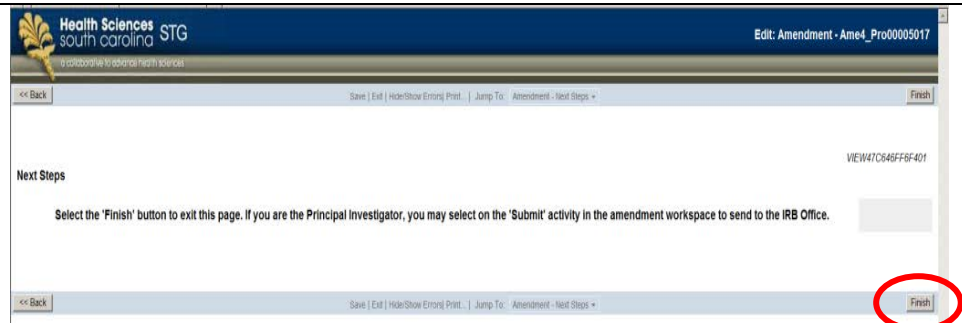 Health Sciences
south carolina STG
Edit: Amendment - Ame4_Pro00005017
a collaborative to advance health sciences
<< Back
Save | Exit | Hide/Show Errors| Print... | Jump To: Amendment - Next Steps
Finish
VIEW47C646FF6F401
Next Steps
Select the 'Finish' button to exit this page. If you are the Principal Investigator, you may select on the 'Submit' activity in the amendment workspace to send to the IRB Office.
<< Back
Save | Exit | Hide/Show Errors| Print... | Jump To: Amendment - Next Steps
Finish